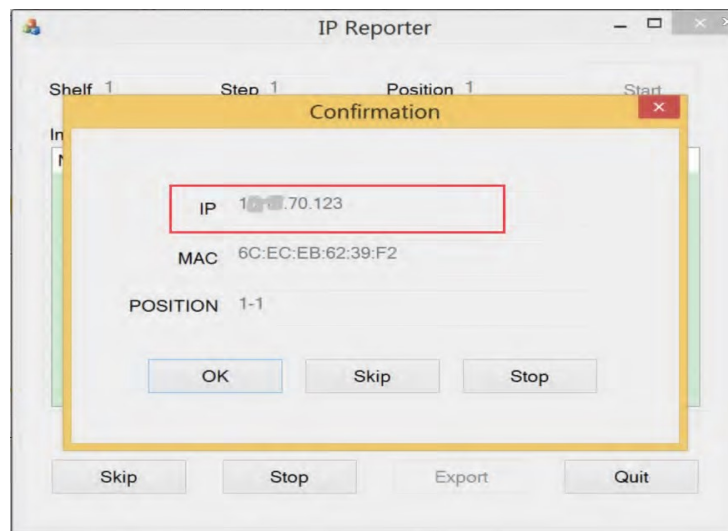 IP Reporter
Shelf 1 Step 1 Position 1 Start
Confirmation
In
IP .70.123
MAC 6C:EC:EB:62:39:F2
POSITION 1-1
OK Skip Stop
Skip Stop Export Quit